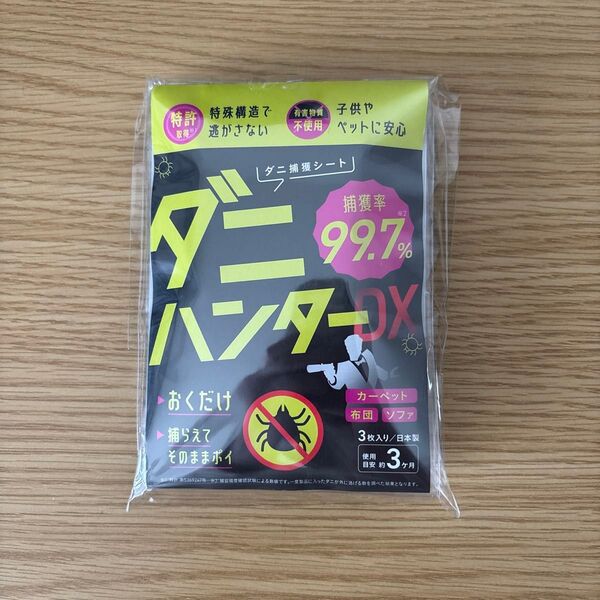 特許
取得※1
特殊構造で
逃がさない
有害物質
不使用
子供や
ペットに安心
ダニ捕獲シート
ダニ
ハンター
DX
捕獲率
※2
99.7%
おくだけ
捕らえて
そのままポイ
カーペット
布団
ソファ
3枚入り/日本製
使用
目安
約3ヶ月